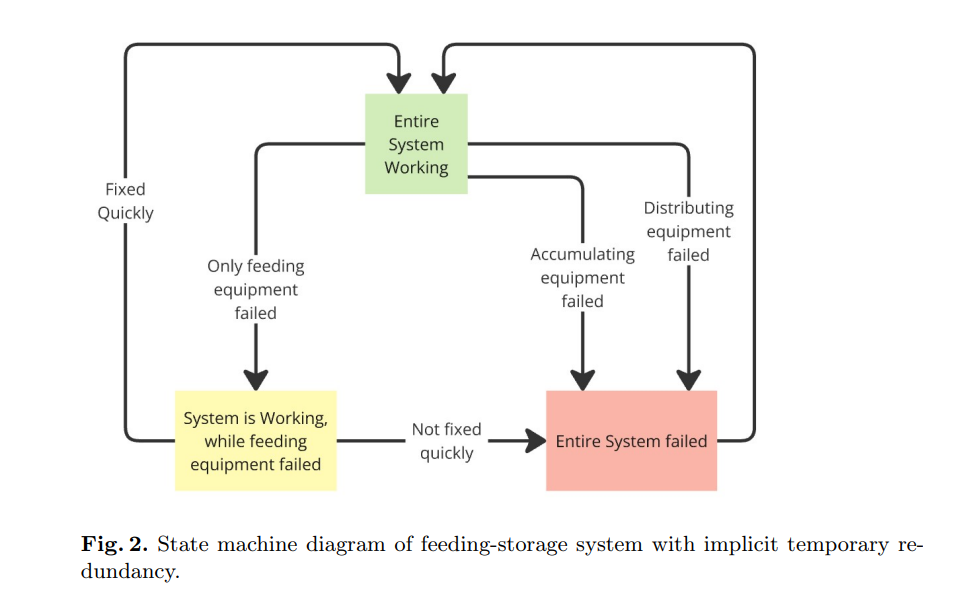 Entire
System
Working
Fixed
Quickly
Distributing
equipment
failed
Accumulating
equipment
failed
Only feeding
equipment
failed
System is Working,
while feeding
equipment failed
Not fixed
quickly
Entire System failed
Fig. 2. State machine diagram of feeding-storage system with implicit temporary re-
dundancy.